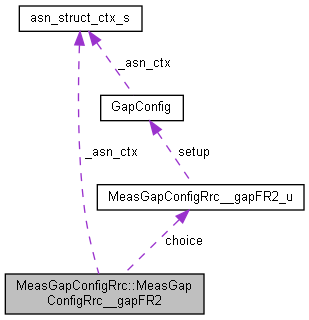 asn_struct_ctx_s
_asn_ctx
GapConfig
setup
_asn_ctx
MeasGapConfigRrc__gapFR2_u
choice
MeasGapConfigRrc::MeasGap
ConfigRrc__gapFR2